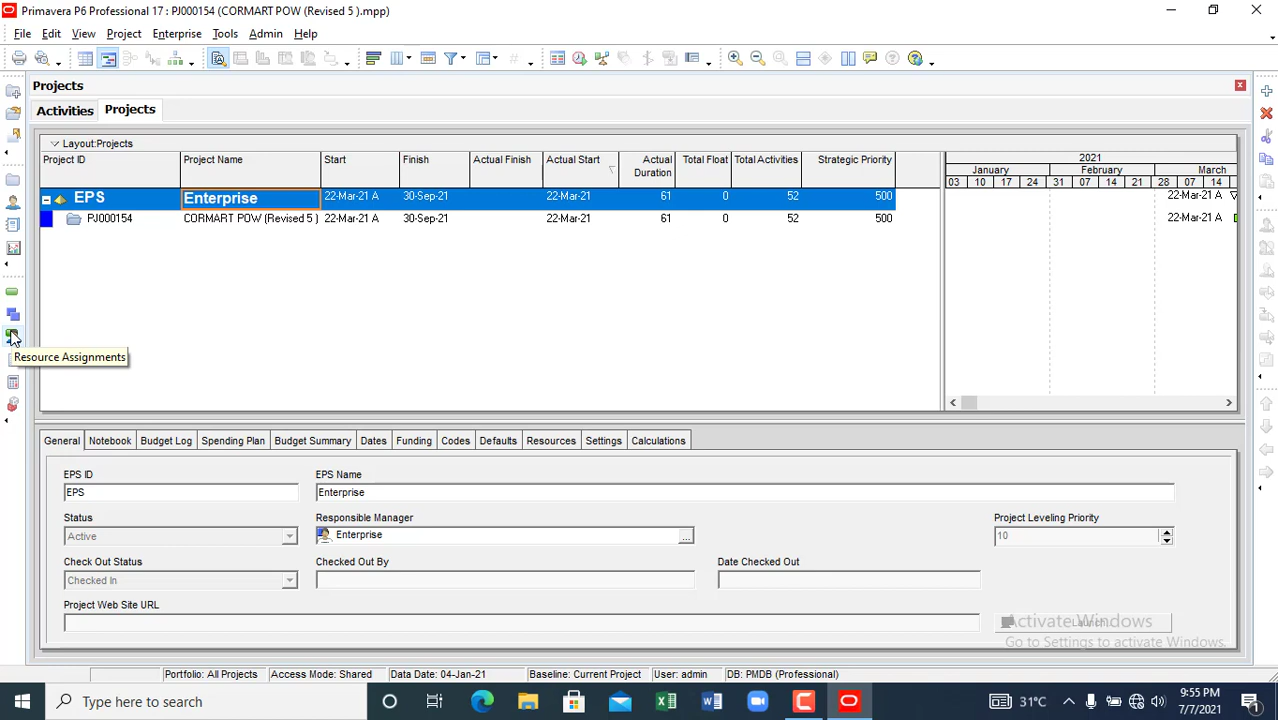 Primavera P6 Professional 17 : PJ000154 (CORMART POW (Revised 5 ).mpp)
File Edit View Project Enterprise Tools Admin Help
Projects
Activities Projects
Layout:Projects
Project ID Project Name Start Finish Actual Finish Actual Start Actual Duration Total Float Total Activities Strategic Priority
2021
January February March
03 10 17 24 31 07 14 21 28 07 14
EPS Enterprise 22-Mar-21 A 30-Sep-21 22-Mar-21 61 0 52 500 22-Mar-21 A
PJ000154 CORMART POW (Revised 5 ) 22-Mar-21 A 30-Sep-21 22-Mar-21 61 0 52 500 22-Mar-21 A
Resource Assignments
General Notebook Budget Log Spending Plan Budget Summary Dates Funding Codes Defaults Resources Settings Calculations
EPS ID EPS Name
EPS Enterprise
Status Responsible Manager Project Leveling Priority
Active Enterprise ... 10
Check Out Status Checked Out By Date Checked Out
Checked In
Project Web Site URL
Activate Windows
Go to Settings to activate Windows.
Portfolio: All Projects Access Mode: Shared Data Date: 04-Jan-21 Baseline: Current Project User: admin DB: PMDB (Professional)
Type here to search 31°C 9:55 PM
7/7/2021 1